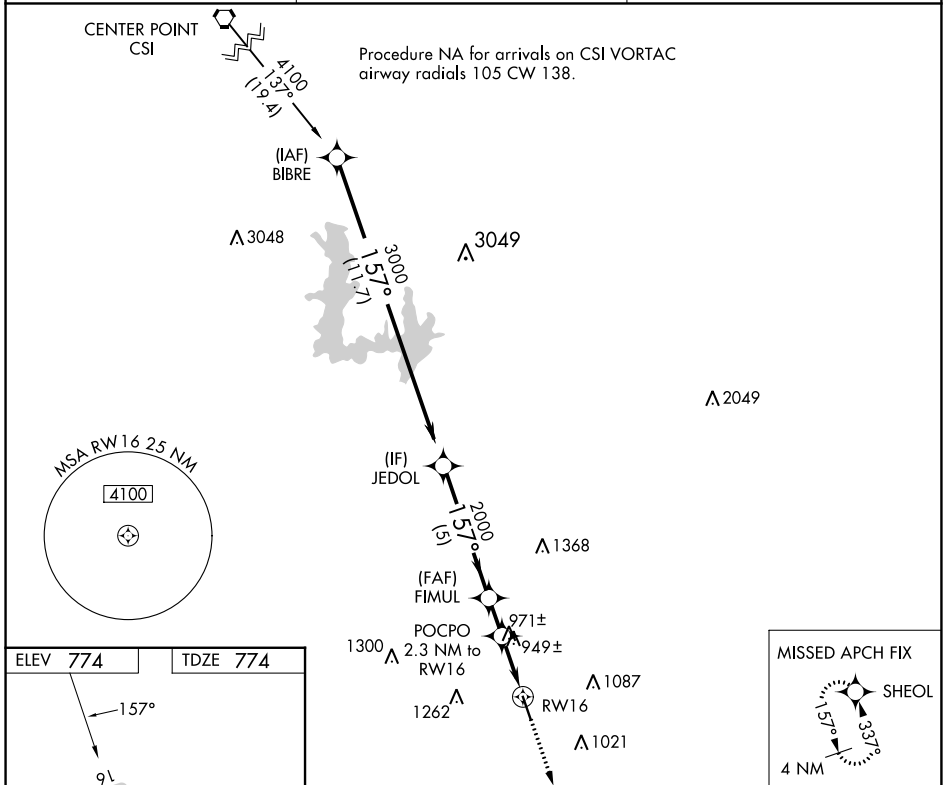 CENTER POINT
CSI
Procedure NA for arrivals on CSI VORTAC
airway radials 105 CW 138.
4100
137°
(19.4)
(IAF)
BIBRE
3048
3049
3000
157°
(11.7)
2049
MSA RW16 25 NM
4100
(IF)
JEDOL
2000
157°
(5)
1368
(FAF)
FIMUL
POCPO
2.3 NM to
RW16
971±
949±
1300
1262
1087
RW16
1021
ELEV 774
TDZE 774
157°
16
MISSED APCH FIX
SHEOL
157°
337°
4 NM